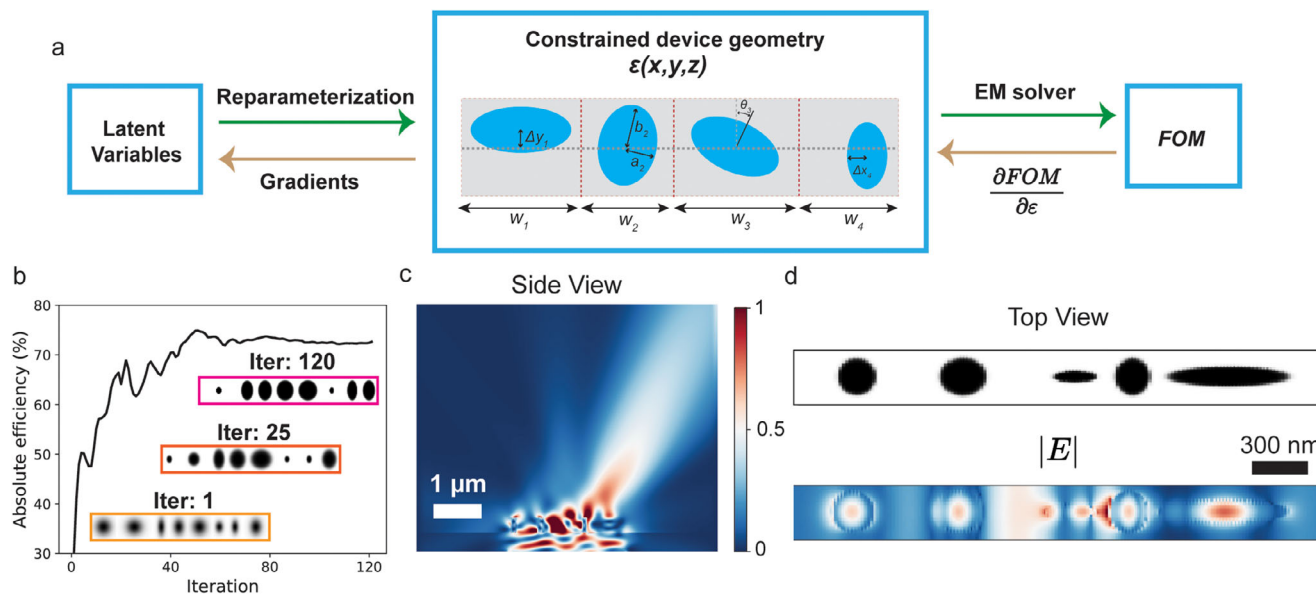 a
Constrained device geometry
ε(x,y,z)
Latent
Variables
Reparameterization
Gradients
Δy1
b2
a2
θ3
Δx4
w1
w2
w3
w4
EM solver
∂FOM
∂ε
FOM
b
Absolute efficiency (%)
80
70
60
50
40
30
0
40
80
120
Iteration
Iter: 120
Iter: 25
Iter: 1
c
Side View
1 μm
1
0.5
0
d
Top View
|E|
300 nm